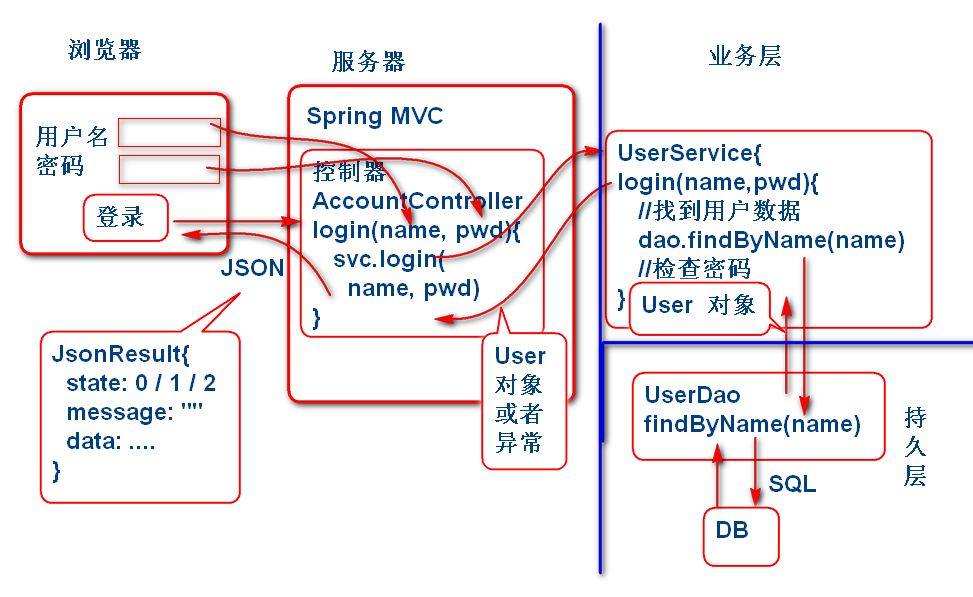 浏览器
用户名
密码
登录
JSON
JsonResult{
state: 0 / 1 / 2
message: ""
data: ....
}
服务器
Spring MVC
控制器
AccountController
login(name, pwd){
svc.login(
name, pwd)
}
User
对象
或者
异常
业务层
UserService{
login(name,pwd){
//找到用户数据
dao.findByName(name)
//检查密码
}
User 对象
UserDao
findByName(name)
持
久
层
SQL
DB